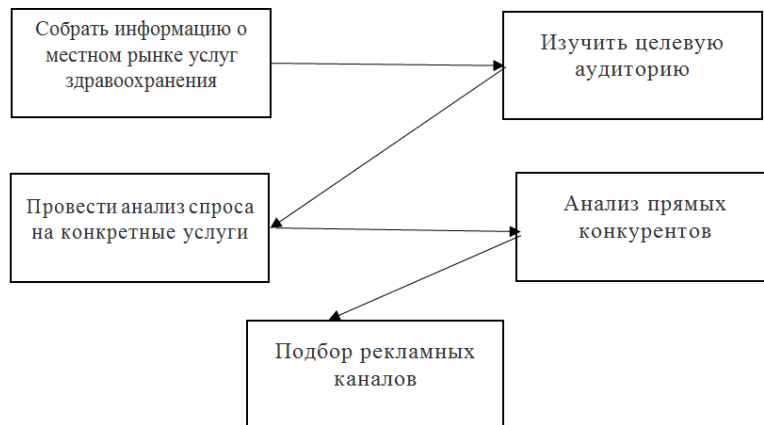 Собрать информацию о
местном рынке услуг
здравоохранения
Изучить целевую
аудиторию
Провести анализ спроса
на конкретные услуги
Анализ прямых
конкурентов
Подбор рекламных
каналов